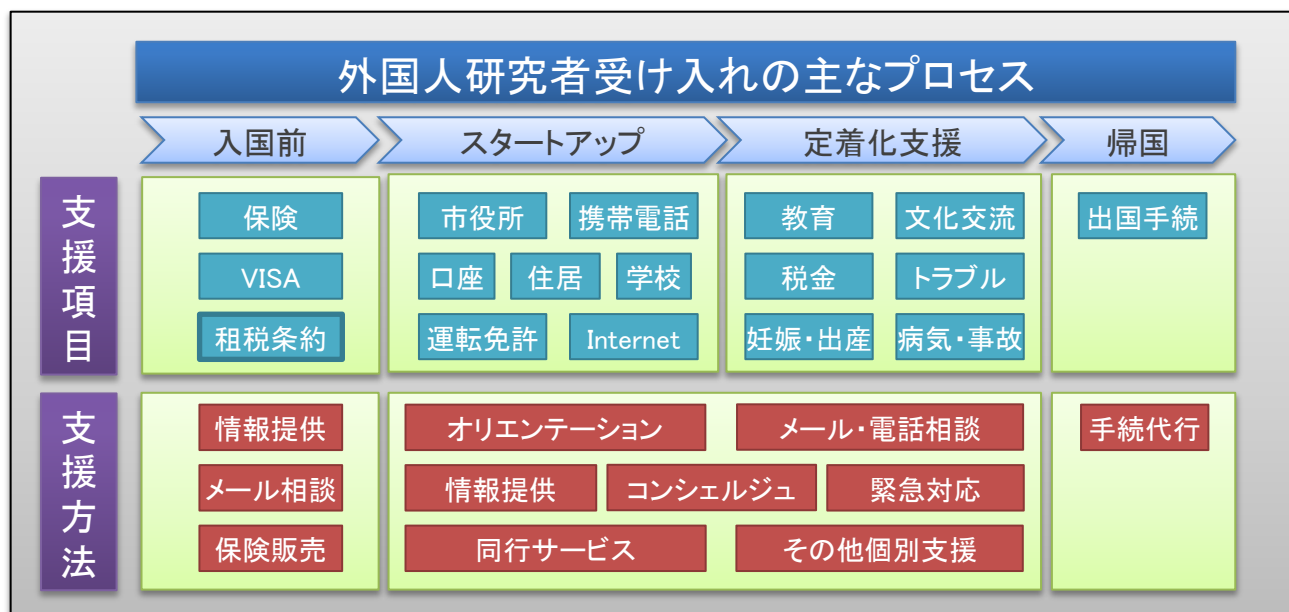 外国人研究者受け入れの主なプロセス
入国前 スタートアップ 定着化支援 帰国
支援項目
保険 市役所 携帯電話 教育 文化交流 出国手続
VISA 口座 住居 学校 税金 トラブル
租税条約 運転免許 Internet 妊娠・出産 病気・事故
支援方法
情報提供 オリエンテーション メール・電話相談 手続代行
メール相談 情報提供 コンシェルジュ 緊急対応
保険販売 同行サービス その他個別支援